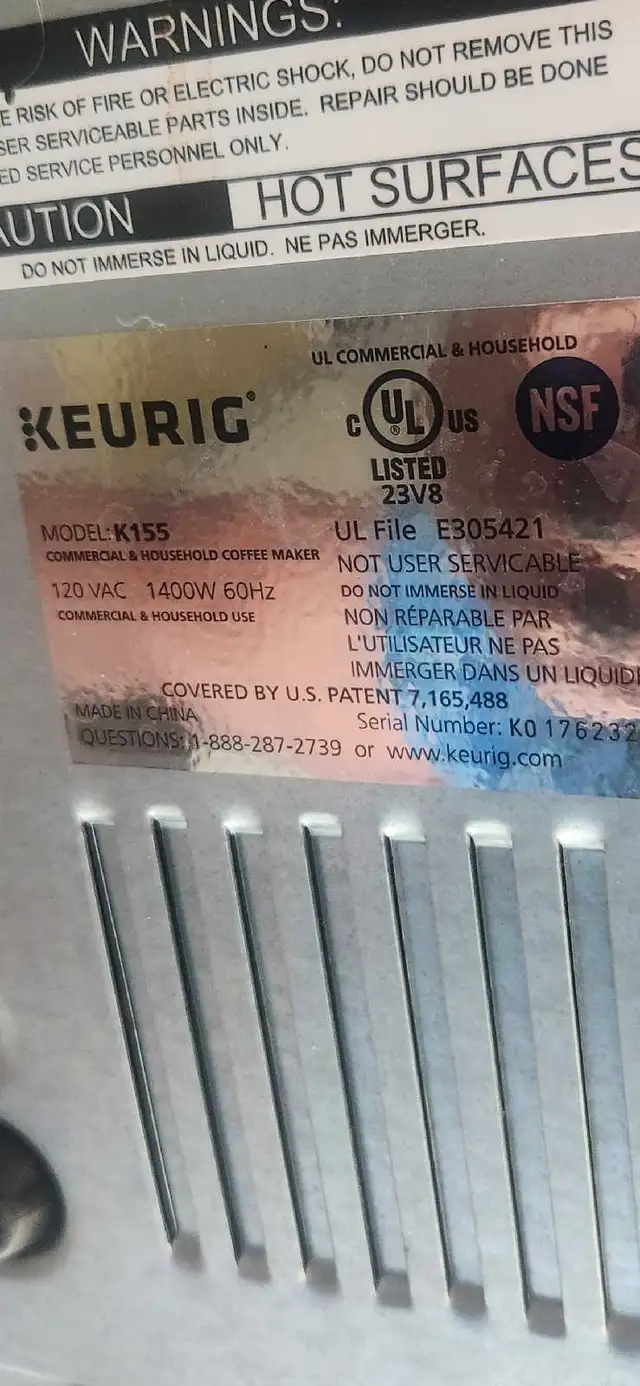 WARNINGS:
E RISK OF FIRE OR ELECTRIC SHOCK, DO NOT REMOVE THIS
SER SERVICEABLE PARTS INSIDE. REPAIR SHOULD BE DONE
ED SERVICE PERSONNEL ONLY.
AUTION HOT SURFACES
DO NOT IMMERSE IN LIQUID. NE PAS IMMERGER.
UL COMMERCIAL & HOUSEHOLD
KEURIG®
C UL® US
NSF
LISTED
23V8
MODEL:K155
COMMERCIAL & HOUSEHOLD COFFEE MAKER
120 VAC 1400W 60Hz
COMMERCIAL & HOUSEHOLD USE
UL File E305421
NOT USER SERVICABLE
DO NOT IMMERSE IN LIQUID
NON RÉPARABLE PAR
L'UTILISATEUR NE PAS
IMMERGER DANS UN LIQUIDE
COVERED BY U.S. PATENT 7,165,488
MADE IN CHINA
Serial Number: K0 176232
QUESTIONS: 1-888-287-2739 or www.keurig.com